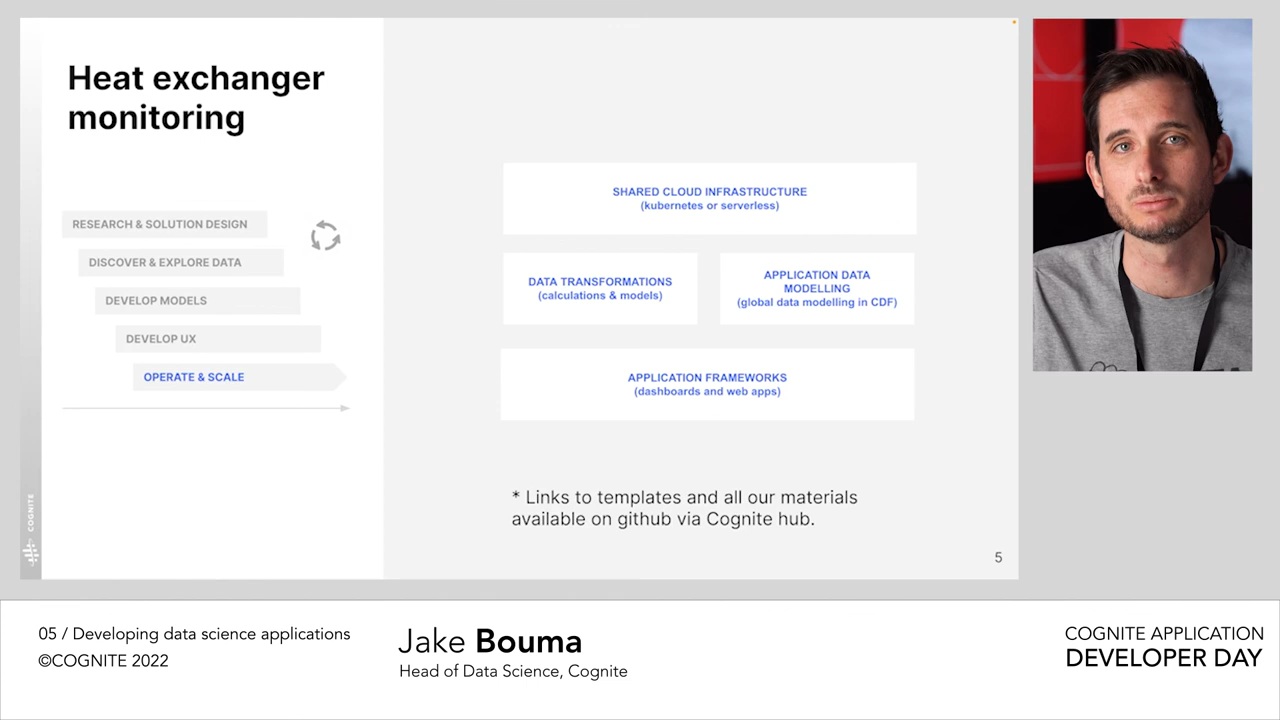 Heat exchanger
monitoring
RESEARCH & SOLUTION DESIGN
DISCOVER & EXPLORE DATA
DEVELOP MODELS
DEVELOP UX
OPERATE & SCALE
COGNITE
SHARED CLOUD INFRASTRUCTURE
(kubernetes or serverless)
DATA TRANSFORMATIONS
(calculations & models)
APPLICATION DATA
MODELLING
(global data modelling in CDF)
APPLICATION FRAMEWORKS
(dashboards and web apps)
* Links to templates and all our materials
available on github via Cognite hub.
5
05 / Developing data science applications
©COGNITE 2022
Jake Bouma
Head of Data Science, Cognite
COGNITE APPLICATION
DEVELOPER DAY